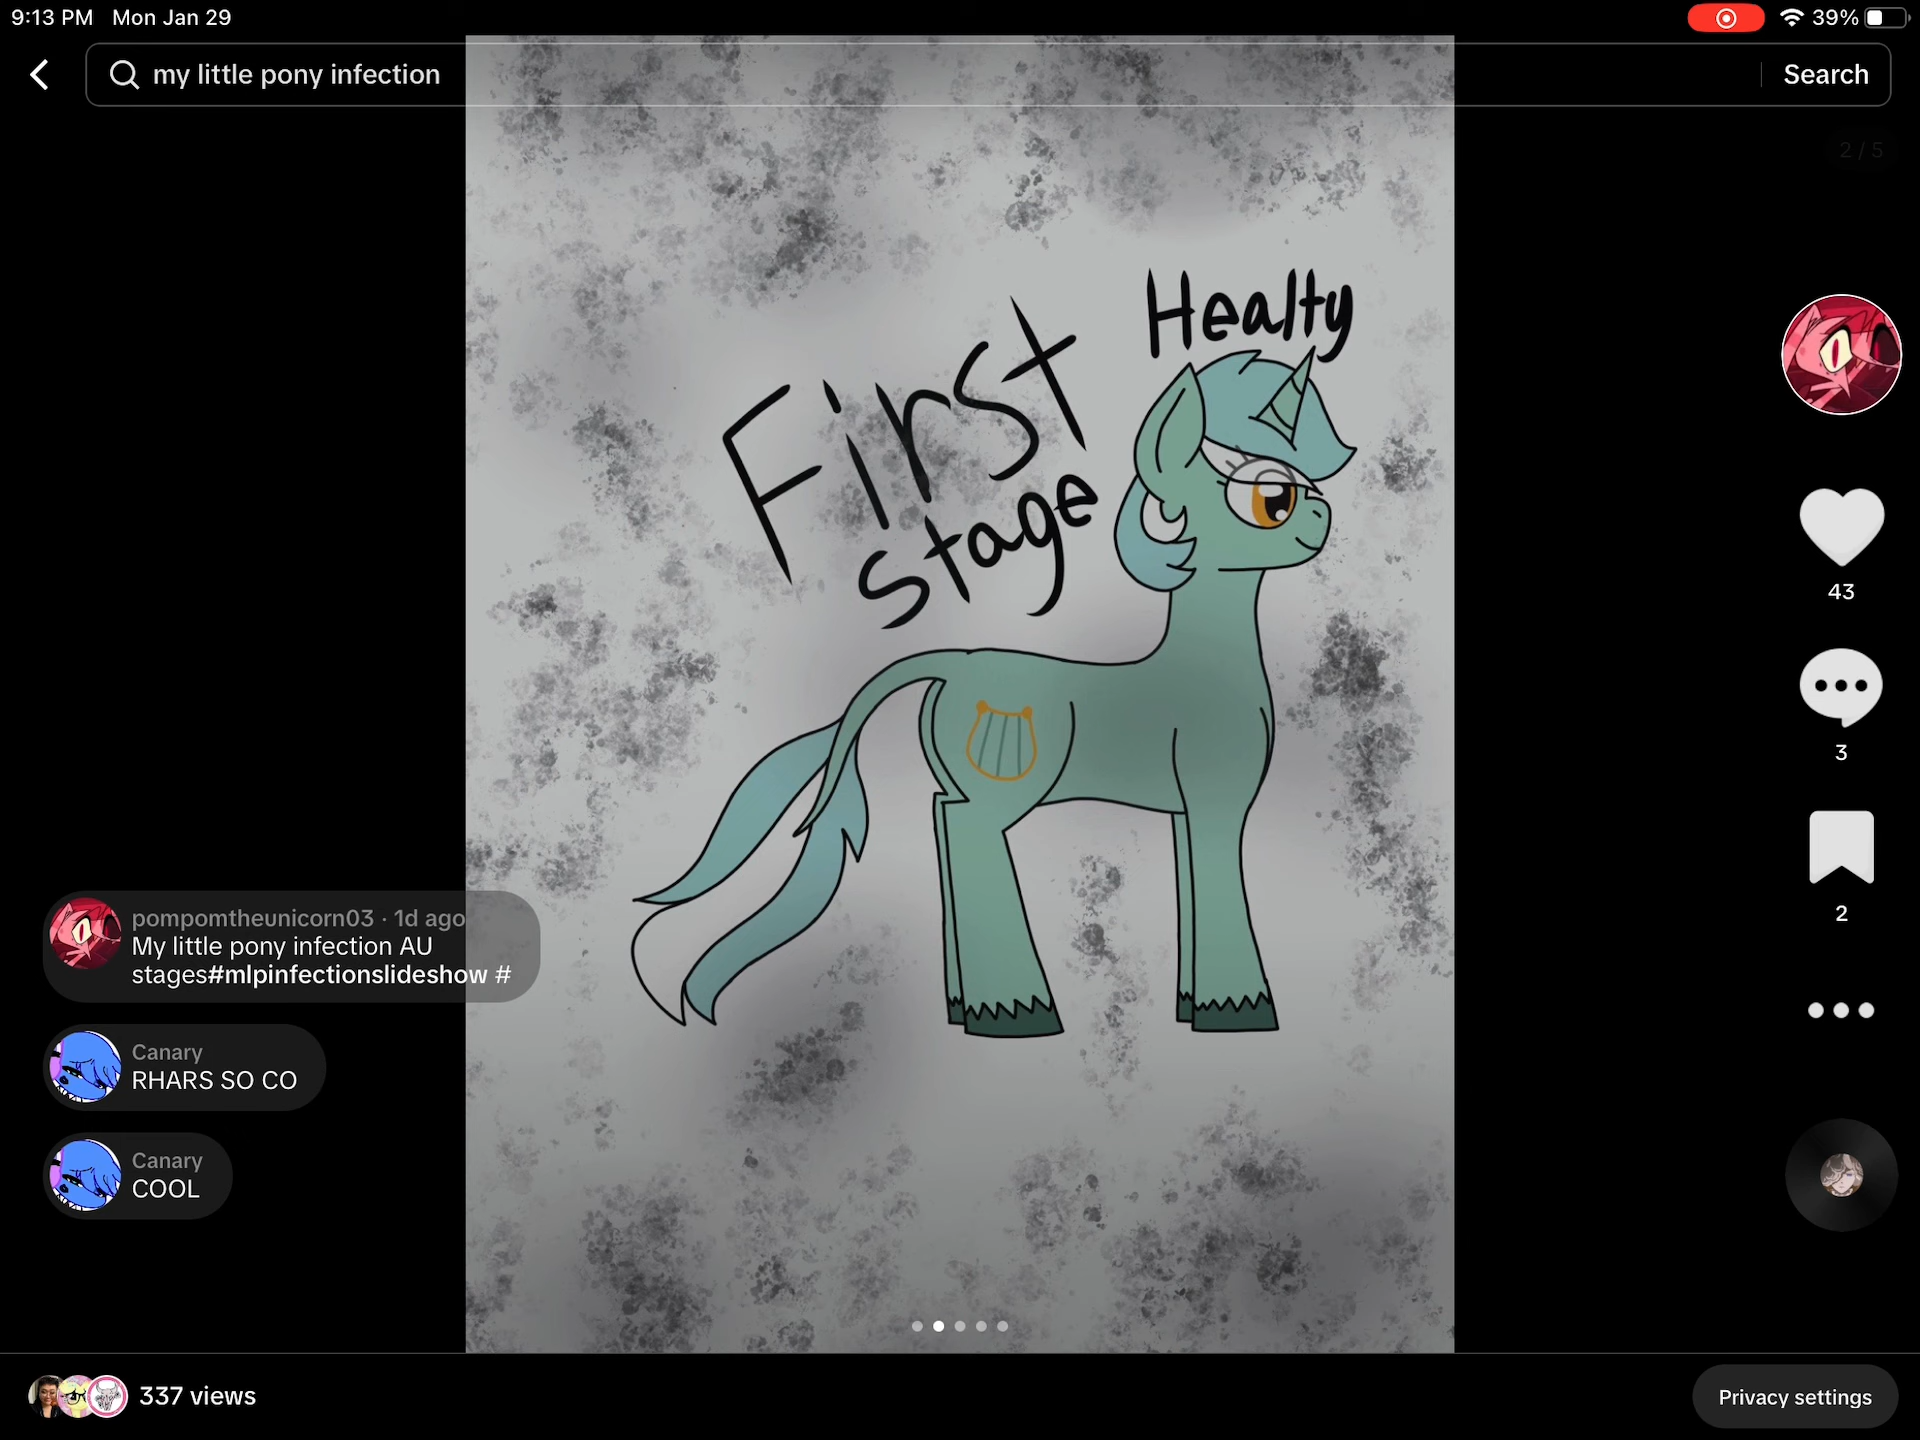 9:13 PM Mon Jan 29
39%
my little pony infection
Search
2 / 5
Healty
First
stage
43
3
2
pompomtheunicorn03 · 1d ago
My little pony infection AU
stages#mlpinfectionslideshow #
Canary
RHARS SO CO
Canary
COOL
337 views
Privacy settings